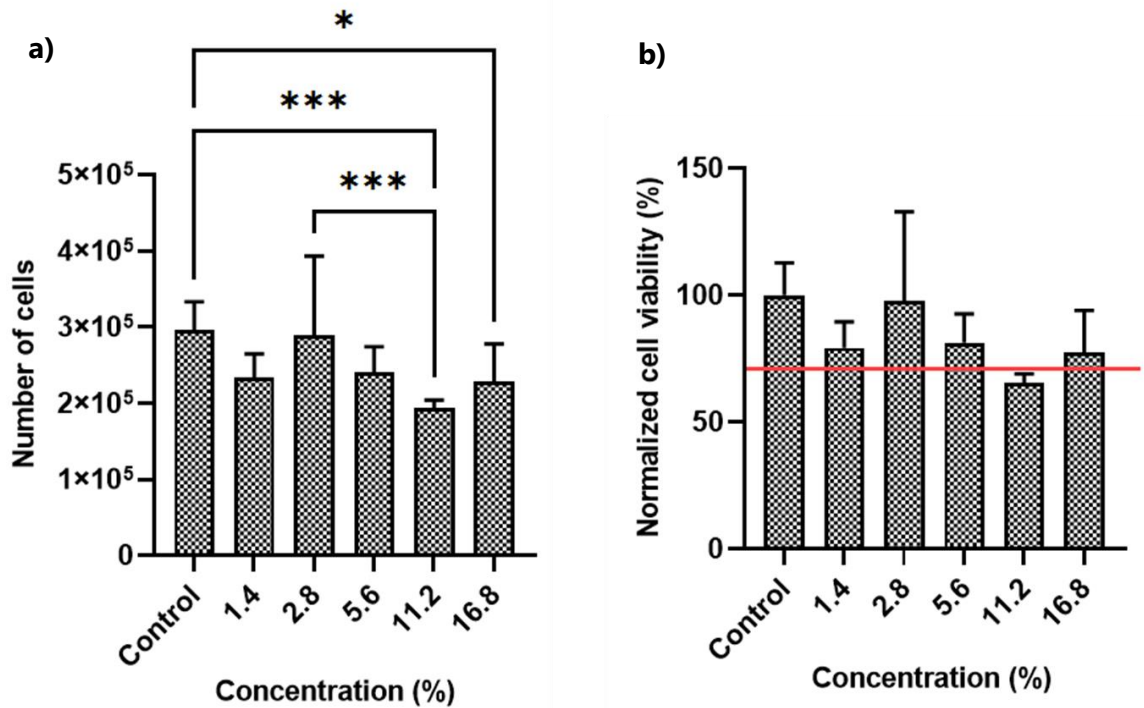 a)
*
***
***
5×10⁵
4×10⁵
3×10⁵
2×10⁵
1×10⁵
0
Number of cells
Control
1.4
2.8
5.6
11.2
16.8
Concentration (%)
b)
150
100
50
0
Normalized cell viability (%)
Control
1.4
2.8
5.6
11.2
16.8
Concentration (%)